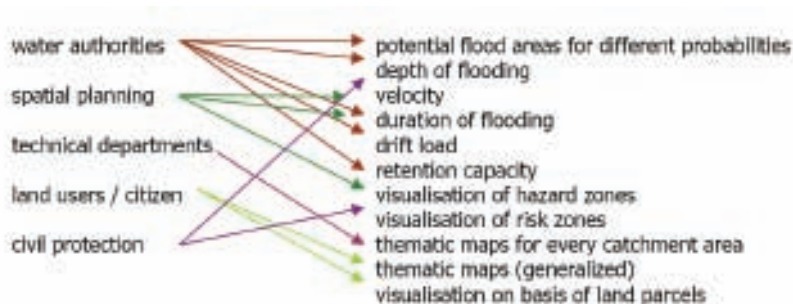 water authorities
spatial planning
technical departments
land users / citizen
civil protection
potential flood areas for different probabilities
depth of flooding
velocity
duration of flooding
drift load
retention capacity
visualisation of hazard zones
visualisation of risk zones
thematic maps for every catchment area
thematic maps (generalized)
visualisation on basis of land parcels